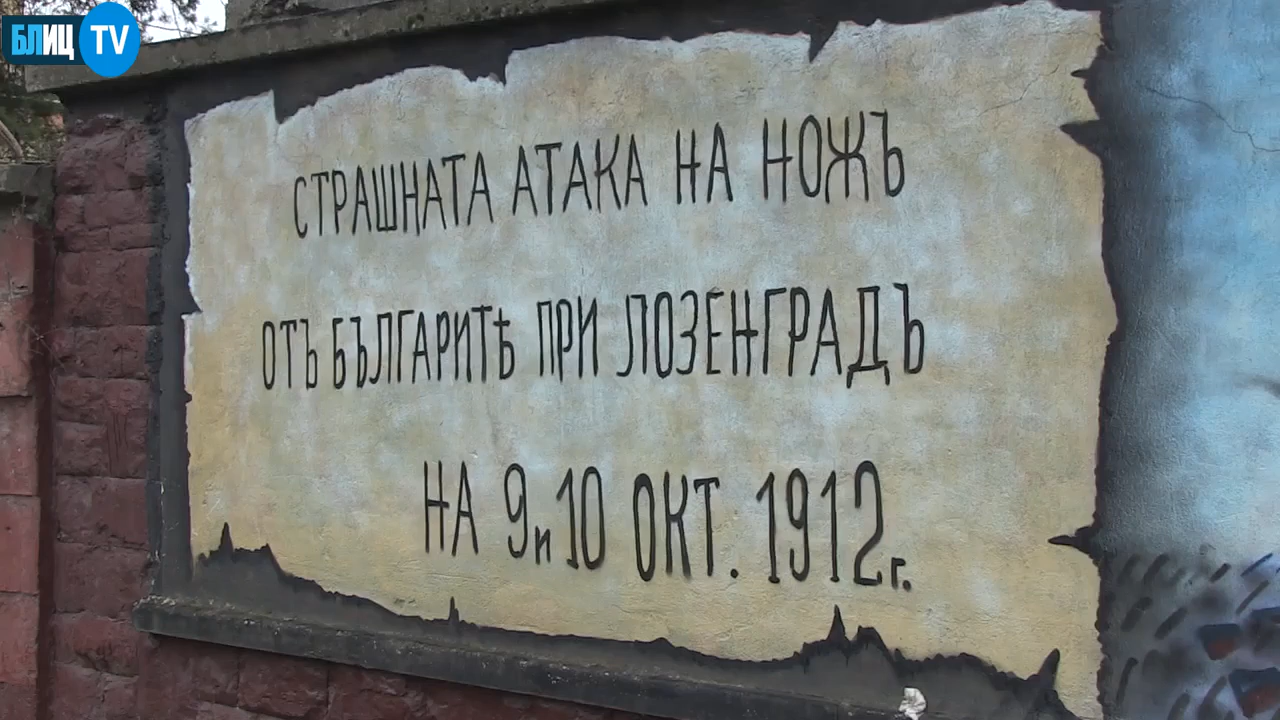 БЛИЦ TV
СТРАШНАТА АТАКА НА НОЖЪ
ОТЪ БЪЛГАРИТѢ ПРИ ЛОЗЕНГРАДЪ
НА 9 и 10 ОКТ. 1912 г.